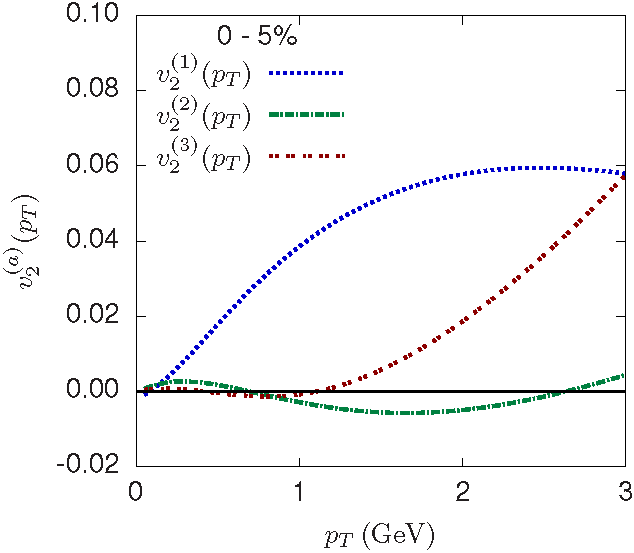 0 - 5%
v_2^{(1)}(p_T)
v_2^{(2)}(p_T)
v_2^{(3)}(p_T)
0.10
0.08
0.06
0.04
0.02
0.00
-0.02
v_2^{(a)}(p_T)
0 1 2 3
p_T (GeV)